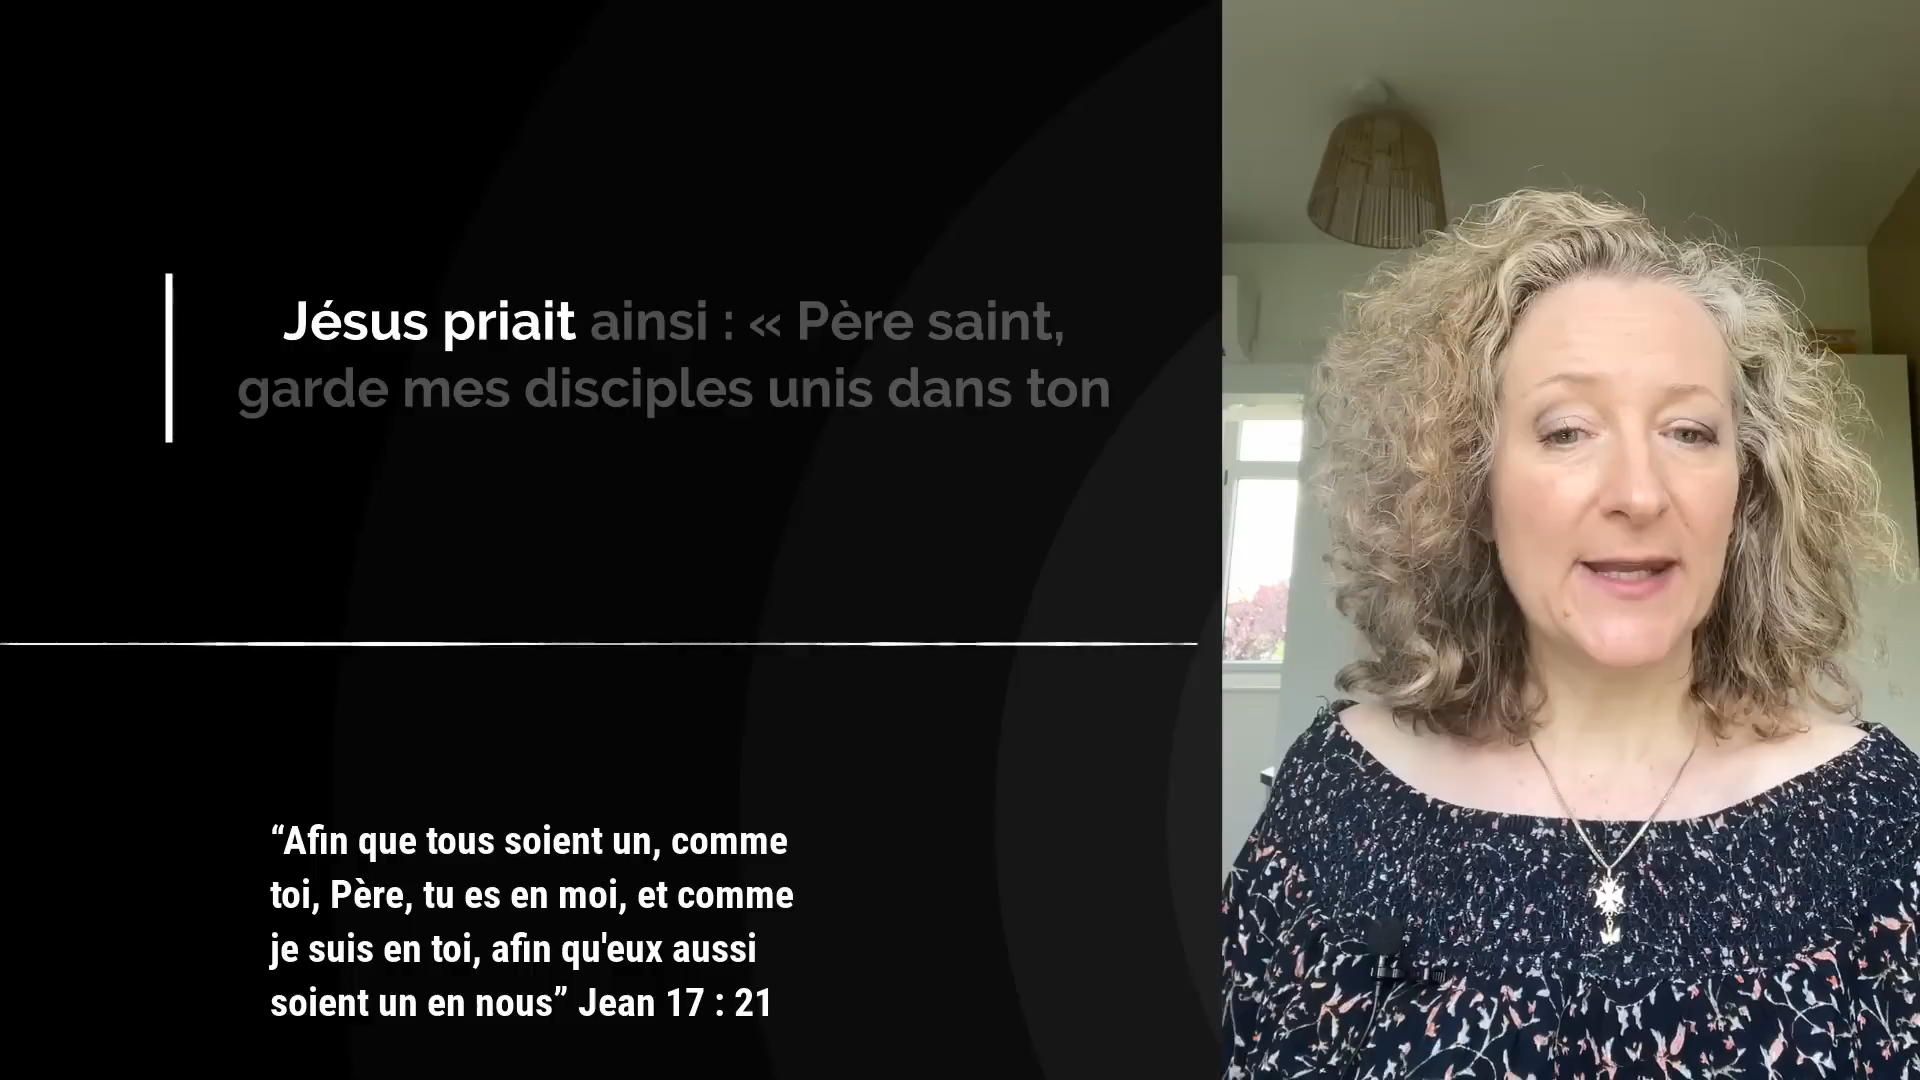 Jésus priait ainsi : « Père saint,
garde mes disciples unis dans ton
“Afin que tous soient un, comme
toi, Père, tu es en moi, et comme
je suis en toi, afin qu'eux aussi
soient un en nous” Jean 17 : 21